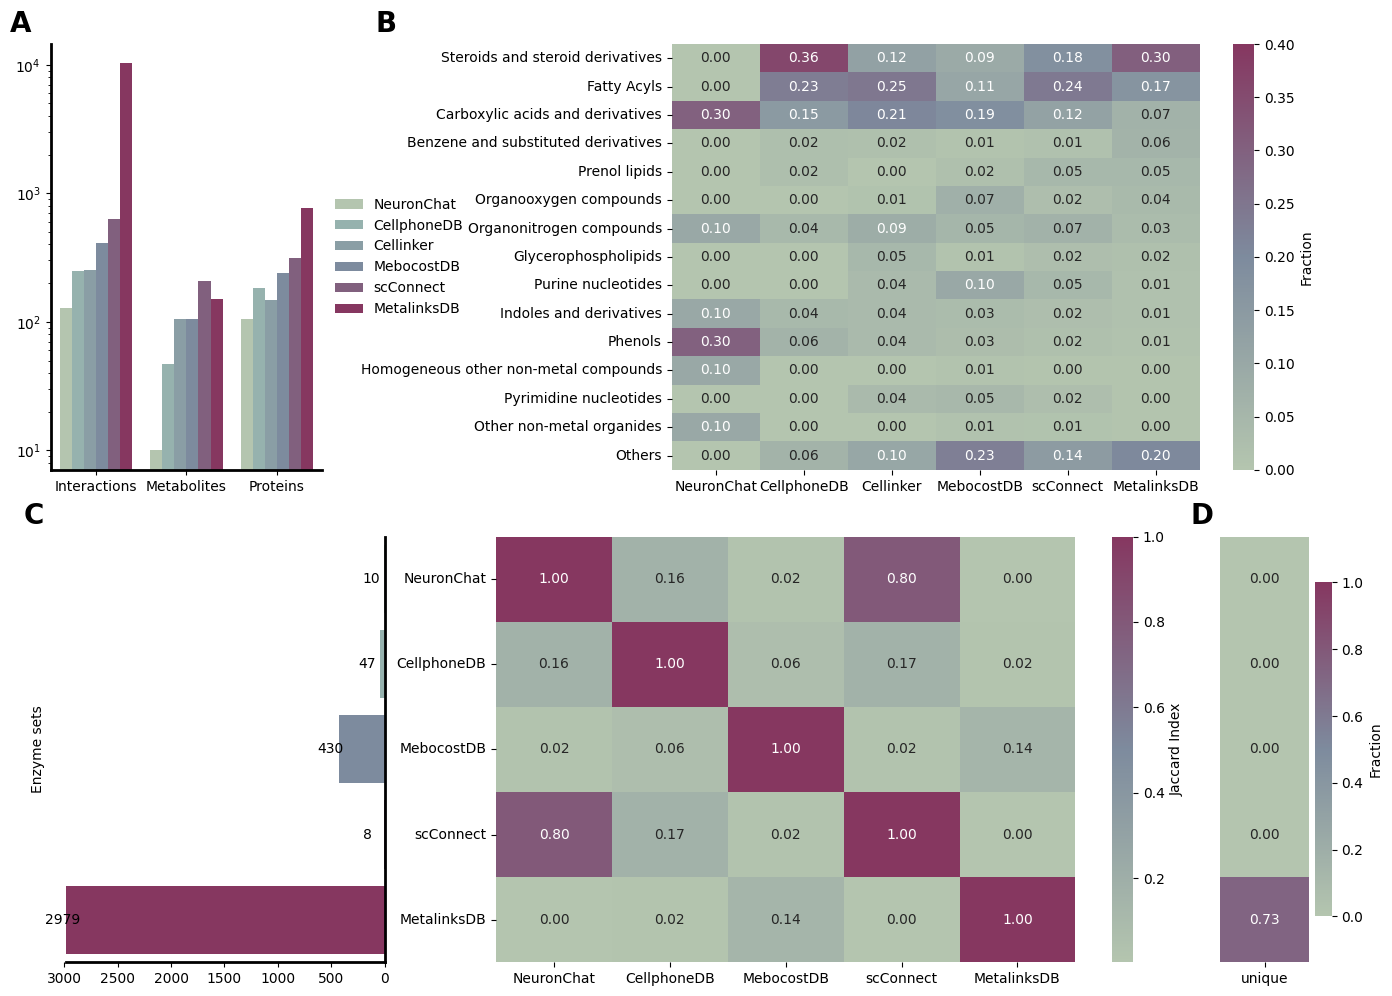 A
10⁴
10³
10²
10¹
Interactions Metabolites Proteins
NeuronChat
CellphoneDB
Cellinker
MebocostDB
scConnect
MetalinksDB
B
Steroids and steroid derivatives 0.00 0.36 0.12 0.09 0.18 0.30
Fatty Acyls 0.00 0.23 0.25 0.11 0.24 0.17
Carboxylic acids and derivatives 0.30 0.15 0.21 0.19 0.12 0.07
Benzene and substituted derivatives 0.00 0.02 0.02 0.01 0.01 0.06
Prenol lipids 0.00 0.02 0.00 0.02 0.05 0.05
Organooxygen compounds 0.00 0.00 0.01 0.07 0.02 0.04
Organonitrogen compounds 0.10 0.04 0.09 0.05 0.07 0.03
Glycerophospholipids 0.00 0.00 0.05 0.01 0.02 0.02
Purine nucleotides 0.00 0.00 0.04 0.10 0.05 0.01
Indoles and derivatives 0.10 0.04 0.04 0.03 0.02 0.01
Phenols 0.30 0.06 0.04 0.03 0.02 0.01
Homogeneous other non-metal compounds 0.10 0.00 0.00 0.01 0.00 0.00
Pyrimidine nucleotides 0.00 0.00 0.04 0.05 0.02 0.00
Other non-metal organides 0.10 0.00 0.00 0.01 0.01 0.00
Others 0.00 0.06 0.10 0.23 0.14 0.20
NeuronChat CellphoneDB Cellinker MebocostDB scConnect MetalinksDB
0.40
0.35
0.30
0.25
0.20
0.15
0.10
0.05
0.00
Fraction
C
Enzyme sets
10
47
430
8
2979
3000 2500 2000 1500 1000 500 0
NeuronChat 1.00 0.16 0.02 0.80 0.00
CellphoneDB 0.16 1.00 0.06 0.17 0.02
MebocostDB 0.02 0.06 1.00 0.02 0.14
scConnect 0.80 0.17 0.02 1.00 0.00
MetalinksDB 0.00 0.02 0.14 0.00 1.00
NeuronChat CellphoneDB MebocostDB scConnect MetalinksDB
1.0
0.8
0.6
0.4
0.2
Jaccard Index
D
0.00
0.00
0.00
0.00
0.73
unique
1.0
0.8
0.6
0.4
0.2
0.0
Fraction